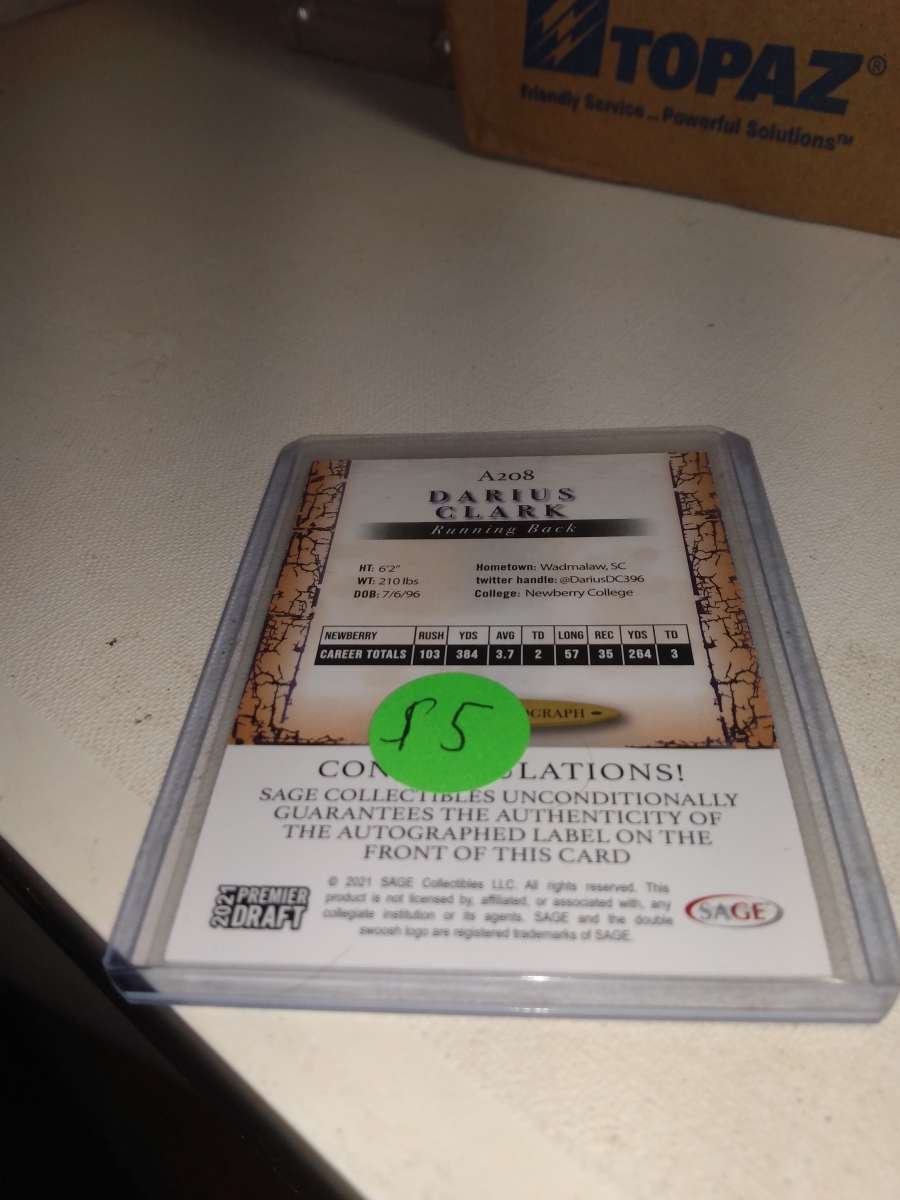 TOPAZ®
Friendly Service... Powerful Solutions™
A208
DARIUS
CLARK
Running Back
HT: 6'2"
WT: 210 lbs
DOB: 7/6/96
Hometown: Wadmalaw, SC
twitter handle: @DariusDC396
College: Newberry College
NEWBERRY RUSH YDS AVG TD LONG REC YDS TD
CAREER TOTALS 103 384 3.7 2 57 35 264 3
GRAPH
$5
CON ULATIONS!
SAGE COLLECTIBLES UNCONDITIONALLY
GUARANTEES THE AUTHENTICITY OF
THE AUTOGRAPHED LABEL ON THE
FRONT OF THIS CARD
2021 PREMIER
DRAFT
© 2021 SAGE Collectibles LLC. All rights reserved. This
product is not licensed by, affiliated, or associated with, any
collegiate institution or its agents. SAGE and the double
swoosh logo are registered trademarks of SAGE.
SAGE